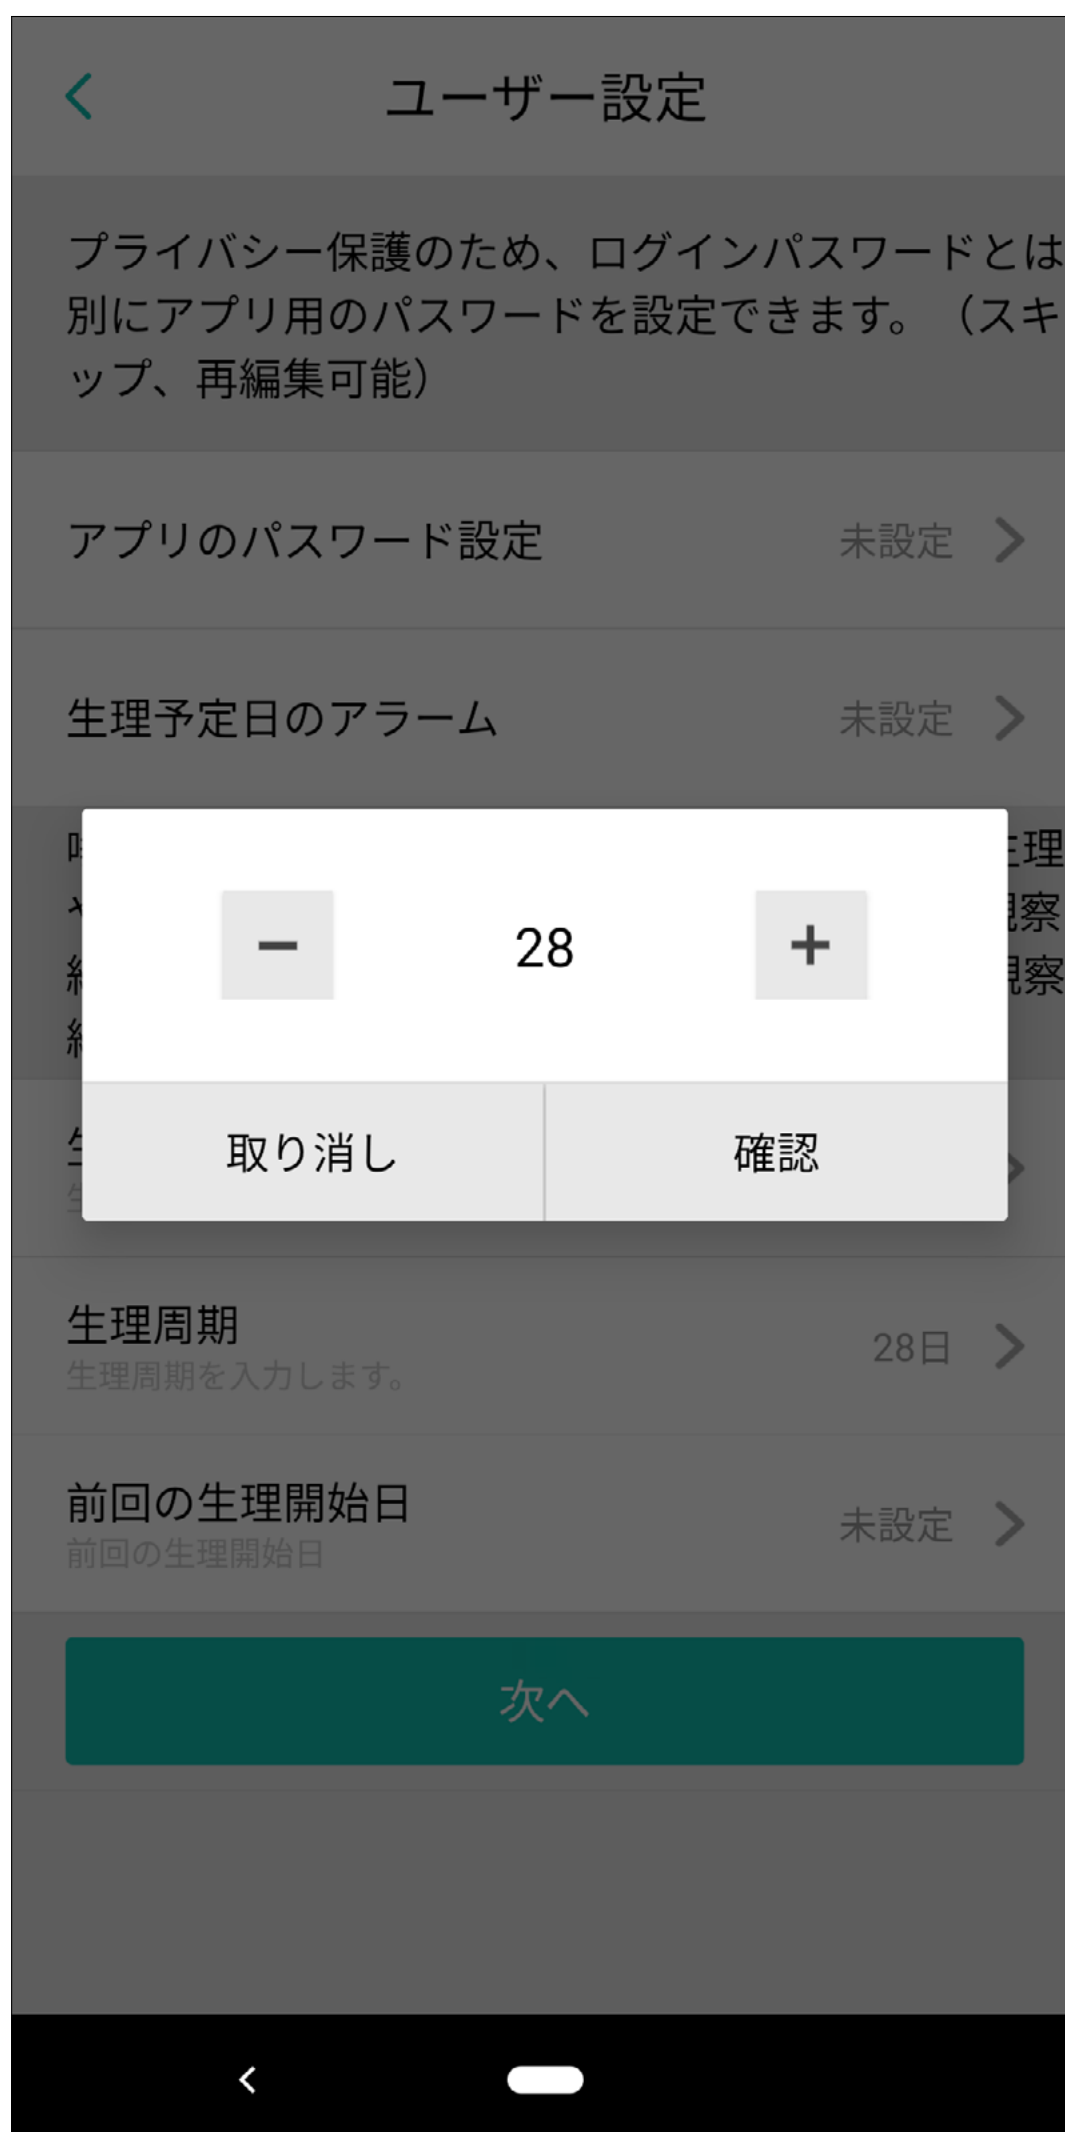 ユーザー設定
プライバシー保護のため、ログインパスワードとは
別にアプリ用のパスワードを設定できます。（スキ
ップ、再編集可能）
アプリのパスワード設定 未設定
生理予定日のアラーム 未設定
理
察
28
察
取り消し 確認
生理周期
生理周期を入力します。 28日
前回の生理開始日
前回の生理開始日 未設定
次へ